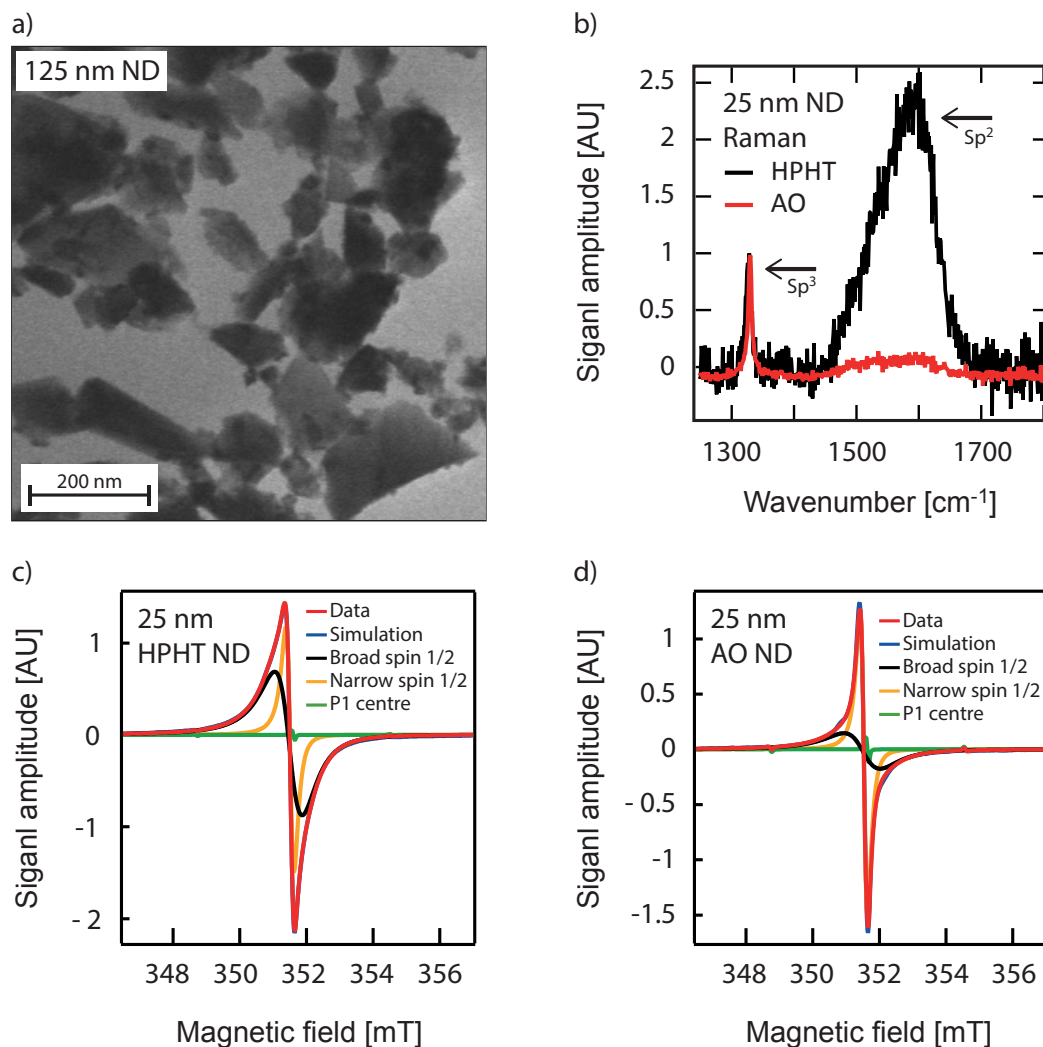 a)
125 nm ND
200 nm
b)
Siganl amplitude [AU]
2.5
2
1.5
1
0.5
0
25 nm ND
Raman
HPHT
AO
Sp²
Sp³
1300
1500
1700
Wavenumber [cm⁻¹]
c)
Siganl amplitude [AU]
1
0
-1
- 2
25 nm
HPHT ND
Data
Simulation
Broad spin 1/2
Narrow spin 1/2
P1 centre
348
350
352
354
356
Magnetic field [mT]
d)
Siganl amplitude [AU]
1
0.5
0
- 0.5
-1
-1.5
25 nm
AO ND
Data
Simulation
Broad spin 1/2
Narrow spin 1/2
P1 centre
348
350
352
354
356
Magnetic field [mT]